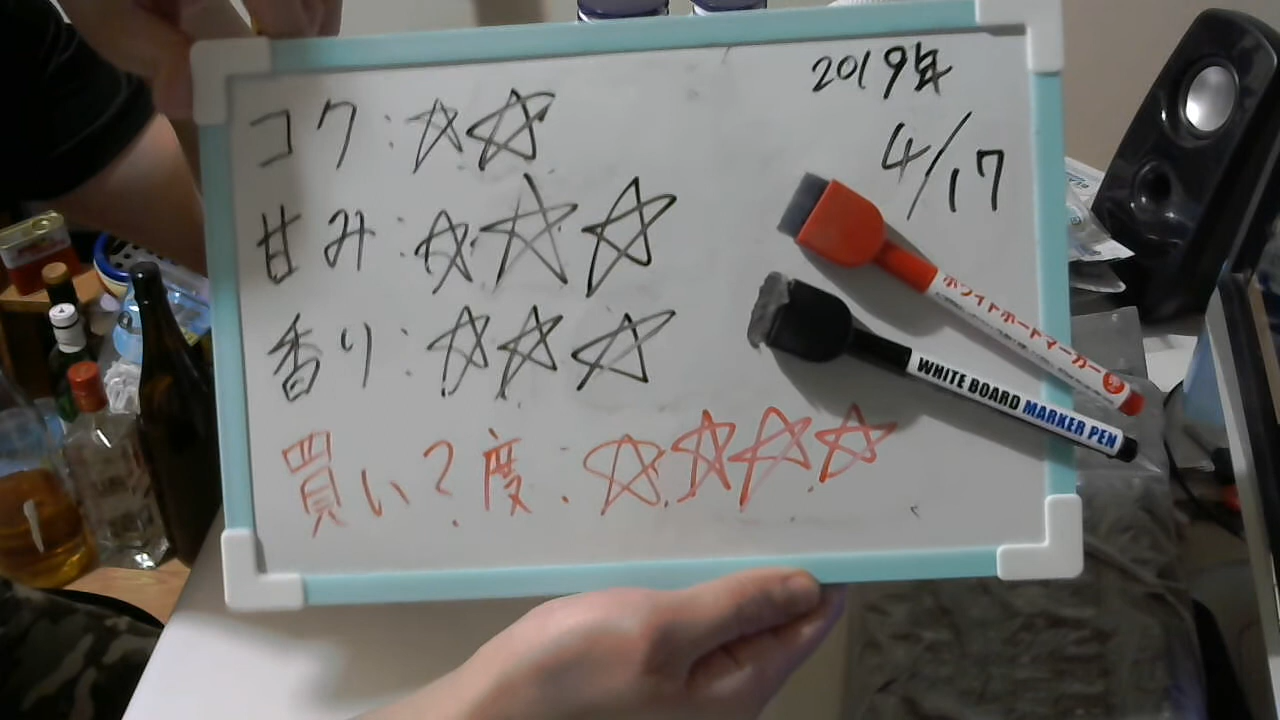 2019年
4/17
コク:☆☆
甘み:☆☆☆
香り:☆☆☆
買い?度:☆☆☆☆
ホワイトボードマーカー
WHITE BOARD MARKER PEN